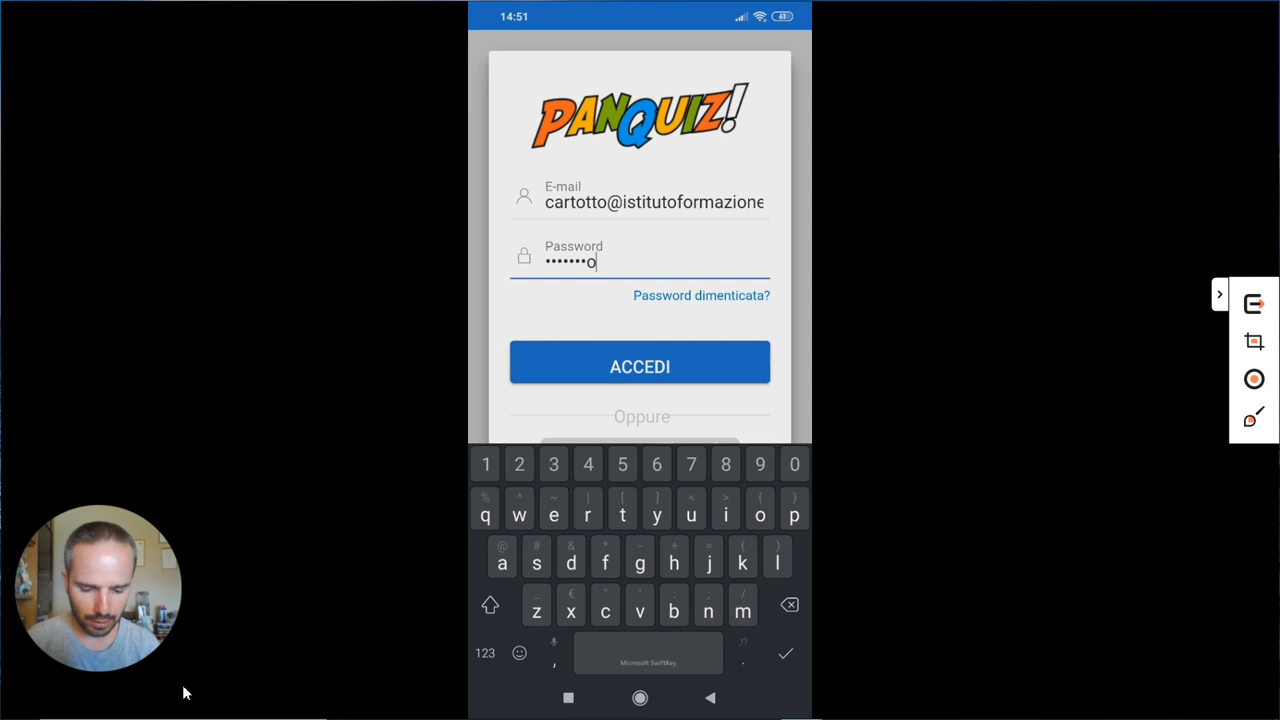 14:51
61
PANQUIZ!
E-mail
cartotto@istitutoformazione
Password
•••••••o
Password dimenticata?
ACCEDI
Oppure
1 2 3 4 5 6 7 8 9 0
% ^ ~ | [ ] < > { }
q w e r t y u i o p
@ # & * - + = ( )
a s d f g h j k l
_ € " ' : ; /
z x c v b n m
123 , Microsoft SwiftKey ,!? .